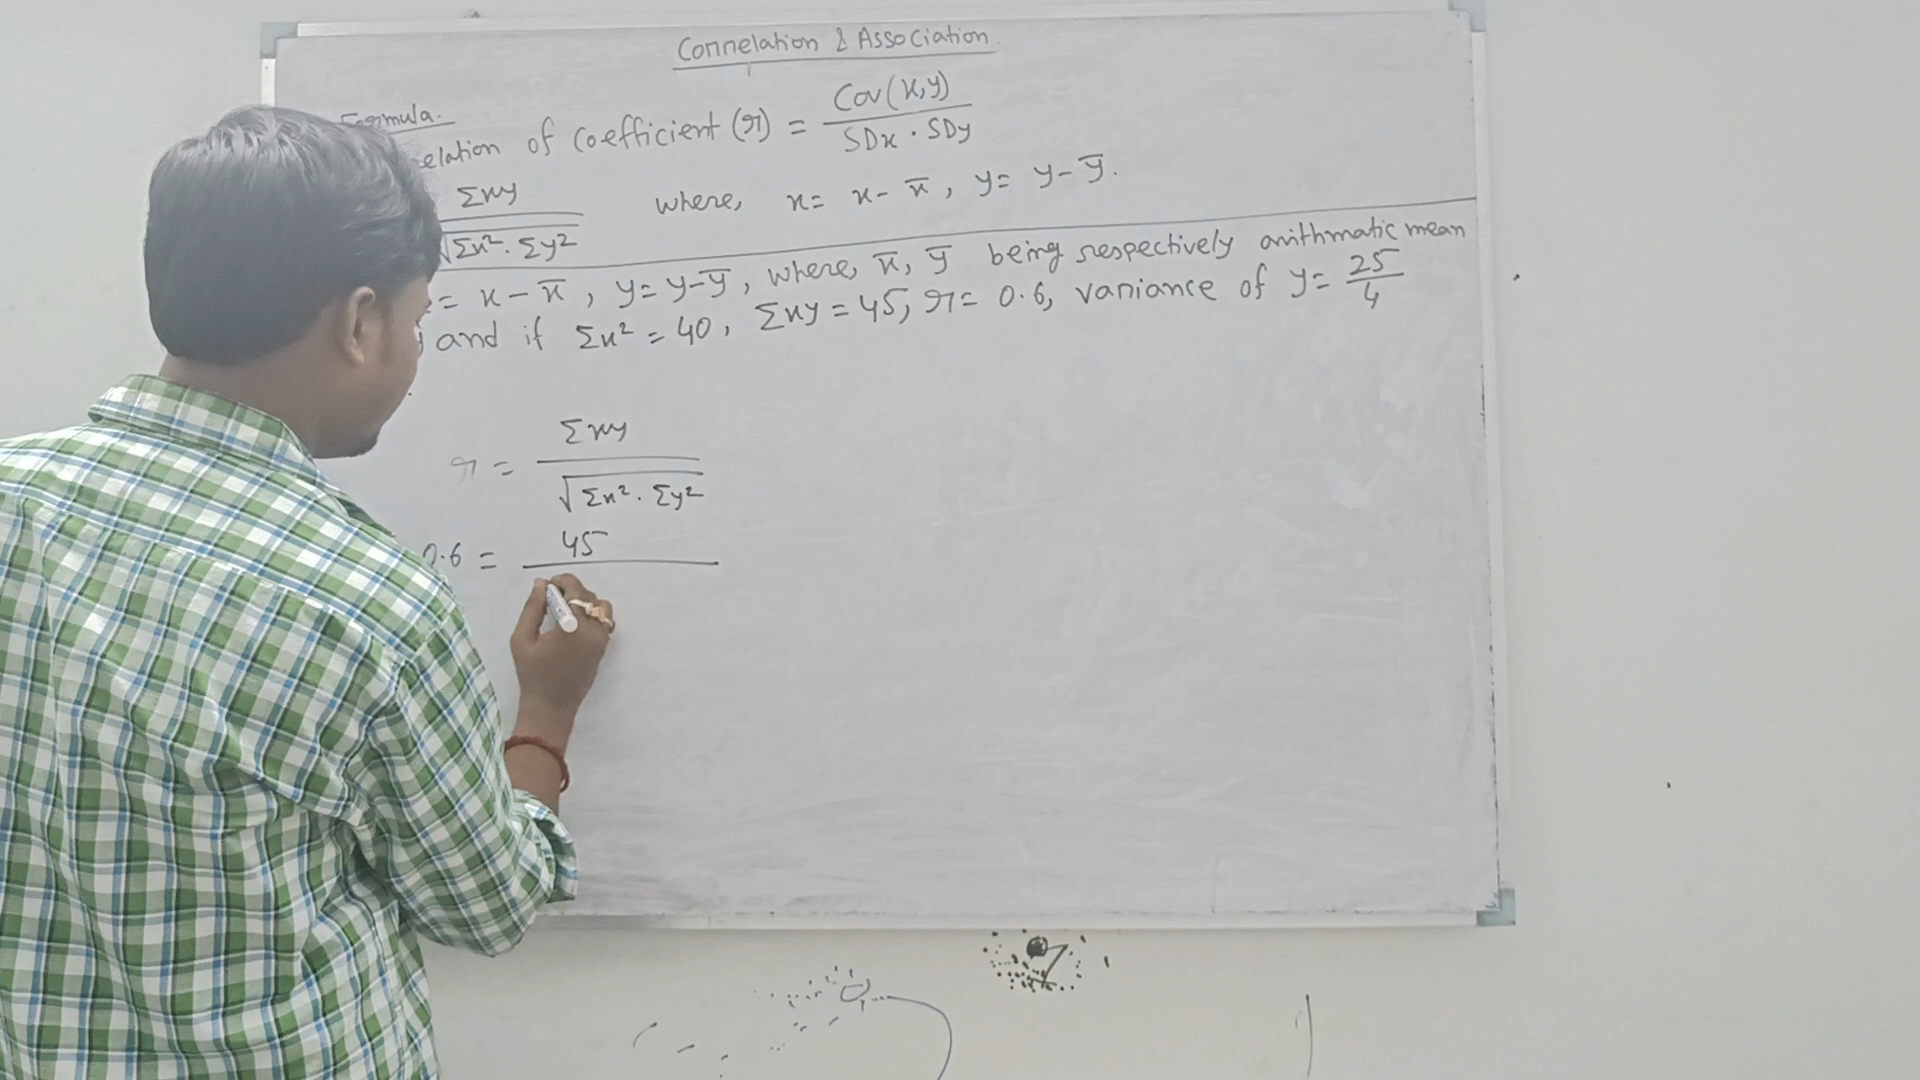 Correlation & Association.
Formula.
elation of Coefficient (r) = Cov(x,y) / SDx . SDy
Σxy / √Σx² . Σy² where, x = x - x̅, y = y - y̅.
= x - x̅, y = y - y̅, where, x̅, y̅ being respectively arithmatic mean
y and if Σx² = 40, Σxy = 45, r = 0.6, variance of y = 25/4
r = Σxy / √Σx² . Σy²
0.6 = 45